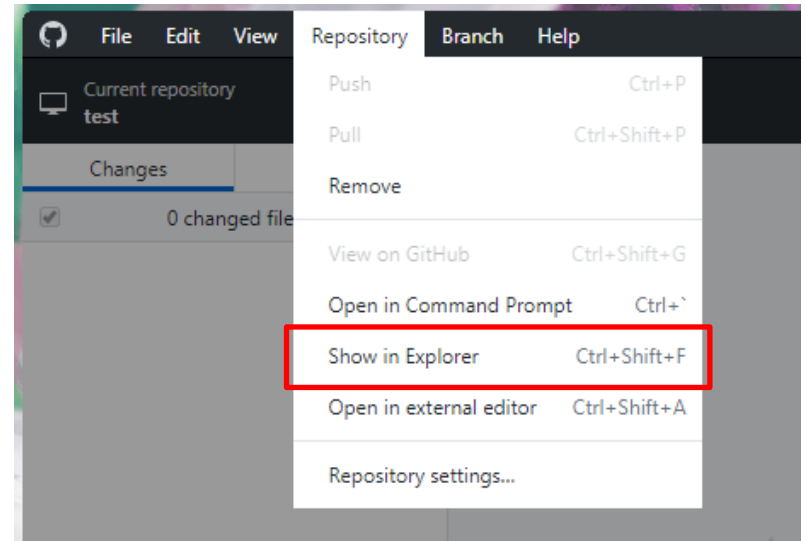 File Edit View Repository Branch Help
Current repository
test
Changes
0 changed file
Push Ctrl+P
Pull Ctrl+Shift+P
Remove
View on GitHub Ctrl+Shift+G
Open in Command Prompt Ctrl+`
Show in Explorer Ctrl+Shift+F
Open in external editor Ctrl+Shift+A
Repository settings...